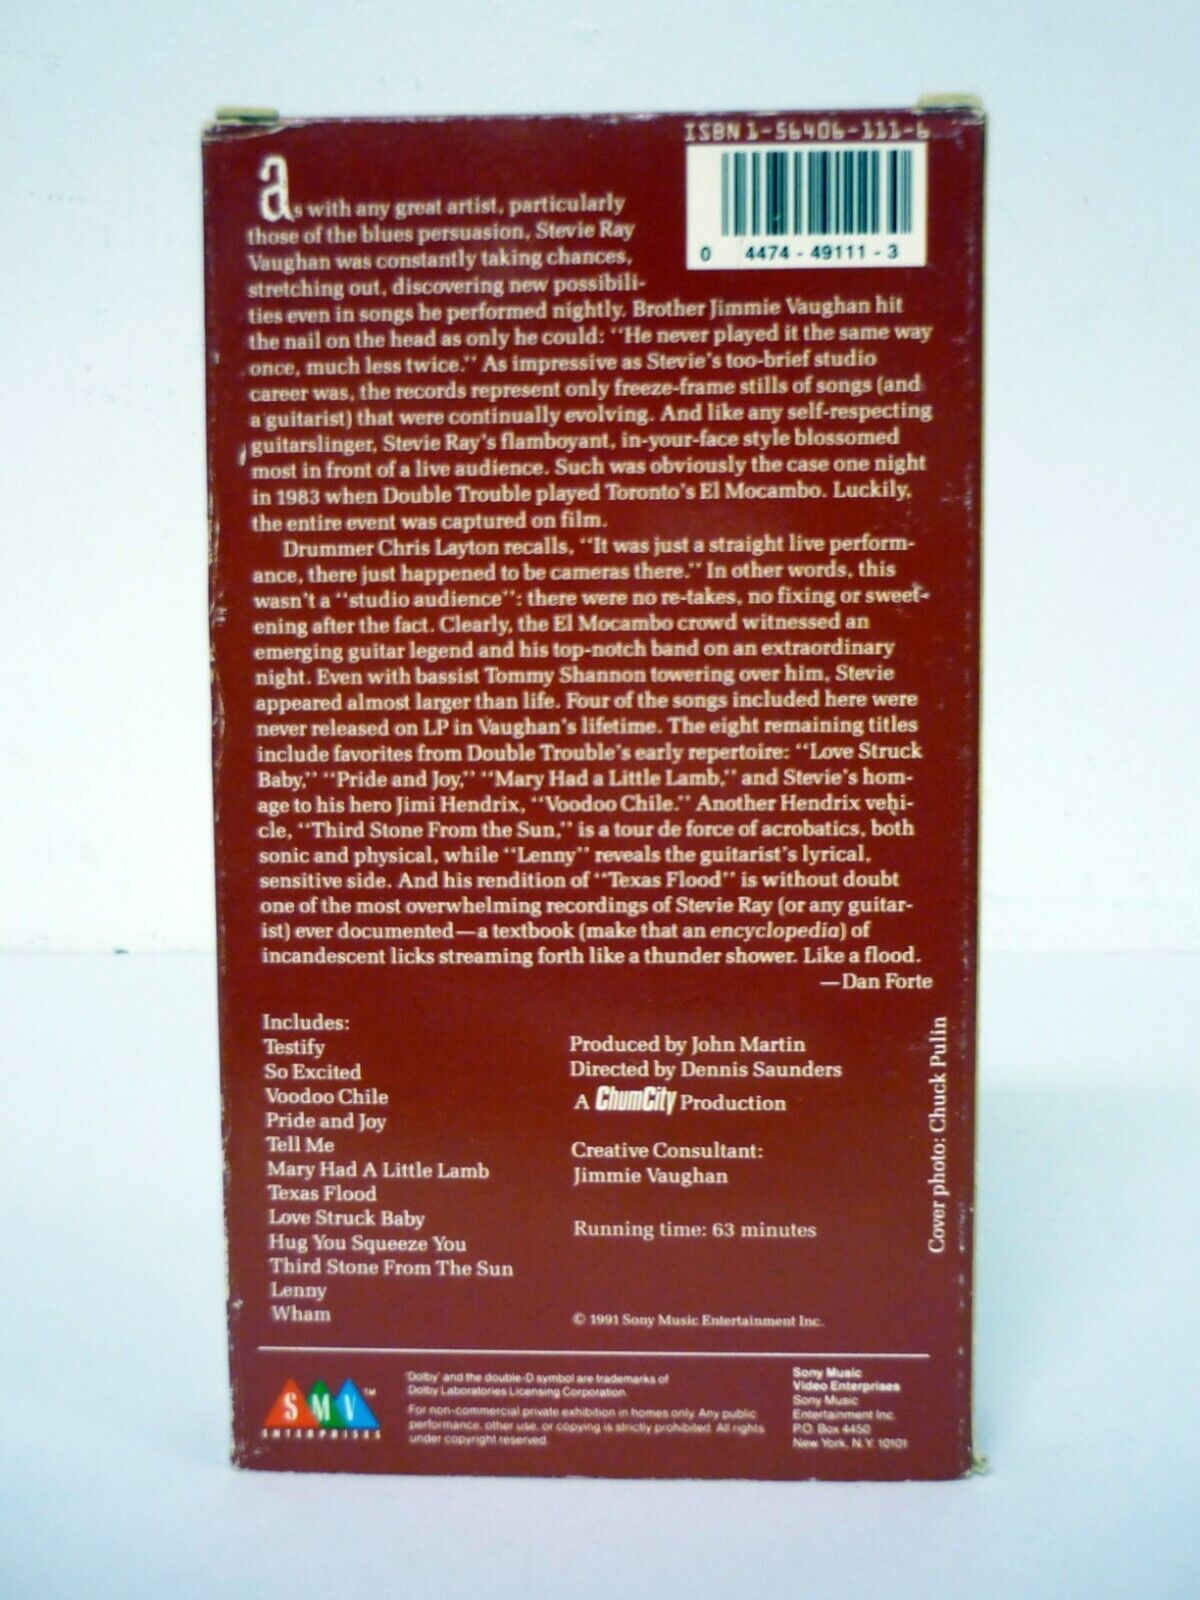 ISBN 1-56406-111-6
0 4474-49111-3
as with any great artist, particularly
those of the blues persuasion, Stevie Ray
Vaughan was constantly taking chances,
stretching out, discovering new possibili-
ties even in songs he performed nightly. Brother Jimmie Vaughan hit
the nail on the head as only he could: "He never played it the same way
once, much less twice." As impressive as Stevie's too-brief studio
career was, the records represent only freeze-frame stills of songs (and
a guitarist) that were continually evolving. And like any self-respecting
guitarslinger, Stevie Ray's flamboyant, in-your-face style blossomed
most in front of a live audience. Such was obviously the case one night
in 1983 when Double Trouble played Toronto's El Mocambo. Luckily,
the entire event was captured on film.
Drummer Chris Layton recalls, "It was just a straight live perform-
ance, there just happened to be cameras there." In other words, this
wasn't a "studio audience": there were no re-takes, no fixing or sweet-
ening after the fact. Clearly, the El Mocambo crowd witnessed an
emerging guitar legend and his top-notch band on an extraordinary
night. Even with bassist Tommy Shannon towering over him, Stevie
appeared almost larger than life. Four of the songs included here were
never released on LP in Vaughan's lifetime. The eight remaining titles
include favorites from Double Trouble's early repertoire: "Love Struck
Baby," "Pride and Joy," "Mary Had a Little Lamb," and Stevie's hom-
age to his hero Jimi Hendrix, "Voodoo Chile." Another Hendrix vehi-
cle, "Third Stone From the Sun," is a tour de force of acrobatics, both
sonic and physical, while "Lenny" reveals the guitarist's lyrical,
sensitive side. And his rendition of "Texas Flood" is without doubt
one of the most overwhelming recordings of Stevie Ray (or any guitar-
ist) ever documented—a textbook (make that an encyclopedia) of
incandescent licks streaming forth like a thunder shower. Like a flood.
—Dan Forte
Includes:
Testify
So Excited
Voodoo Chile
Pride and Joy
Tell Me
Mary Had A Little Lamb
Texas Flood
Love Struck Baby
Hug You Squeeze You
Third Stone From The Sun
Lenny
Wham
Produced by John Martin
Directed by Dennis Saunders
A ChumCity Production
Creative Consultant:
Jimmie Vaughan
Running time: 63 minutes
© 1991 Sony Music Entertainment Inc.
Cover photo: Chuck Pulin
SMV™
ENTERPRISES
'Dolby' and the double-D symbol are trademarks of
Dolby Laboratories Licensing Corporation.
For non-commercial private exhibition in homes only. Any public
performance, other use, or copying is strictly prohibited. All rights
under copyright reserved.
Sony Music
Video Enterprises
Sony Music
Entertainment Inc.
P.O. Box 4450
New York, N.Y. 10101